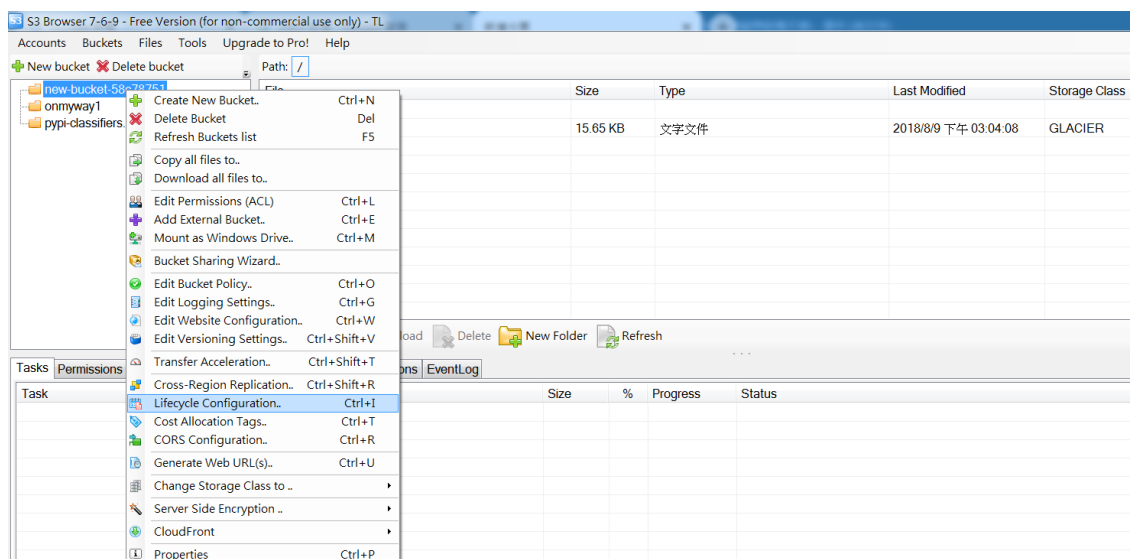 S3 Browser 7-6-9 - Free Version (for non-commercial use only) - TL
Accounts Buckets Files Tools Upgrade to Pro! Help
New bucket Delete bucket Path: /
new-bucket-58c78751
onmyway1
pypi-classifiers.
File Size Type Last Modified Storage Class
15.65 KB 文字文件 2018/8/9 下午 03:04:08 GLACIER
Create New Bucket.. Ctrl+N
Delete Bucket Del
Refresh Buckets list F5
Copy all files to..
Download all files to..
Edit Permissions (ACL) Ctrl+L
Add External Bucket.. Ctrl+E
Mount as Windows Drive.. Ctrl+M
Bucket Sharing Wizard..
Edit Bucket Policy.. Ctrl+O
Edit Logging Settings.. Ctrl+G
Edit Website Configuration.. Ctrl+W
Edit Versioning Settings.. Ctrl+Shift+V
Transfer Acceleration.. Ctrl+Shift+T
Cross-Region Replication.. Ctrl+Shift+R
Lifecycle Configuration.. Ctrl+I
Cost Allocation Tags.. Ctrl+T
CORS Configuration.. Ctrl+R
Generate Web URL(s).. Ctrl+U
Change Storage Class to ..
Server Side Encryption ..
CloudFront
Properties Ctrl+P
load Delete New Folder Refresh
Tasks Permissions ons EventLog
Task Size % Progress Status